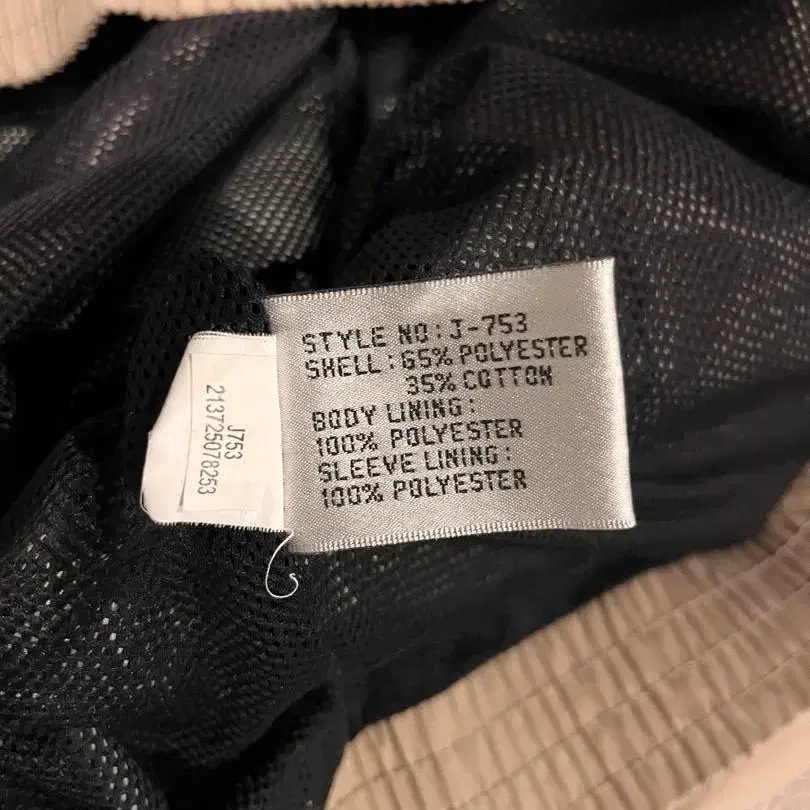 STYLE NO:J-753
SHELL:65% POLYESTER
35% COTTON
BODY LINING:
100% POLYESTER
SLEEVE LINING:
100% POLYESTER
J753
213725078253